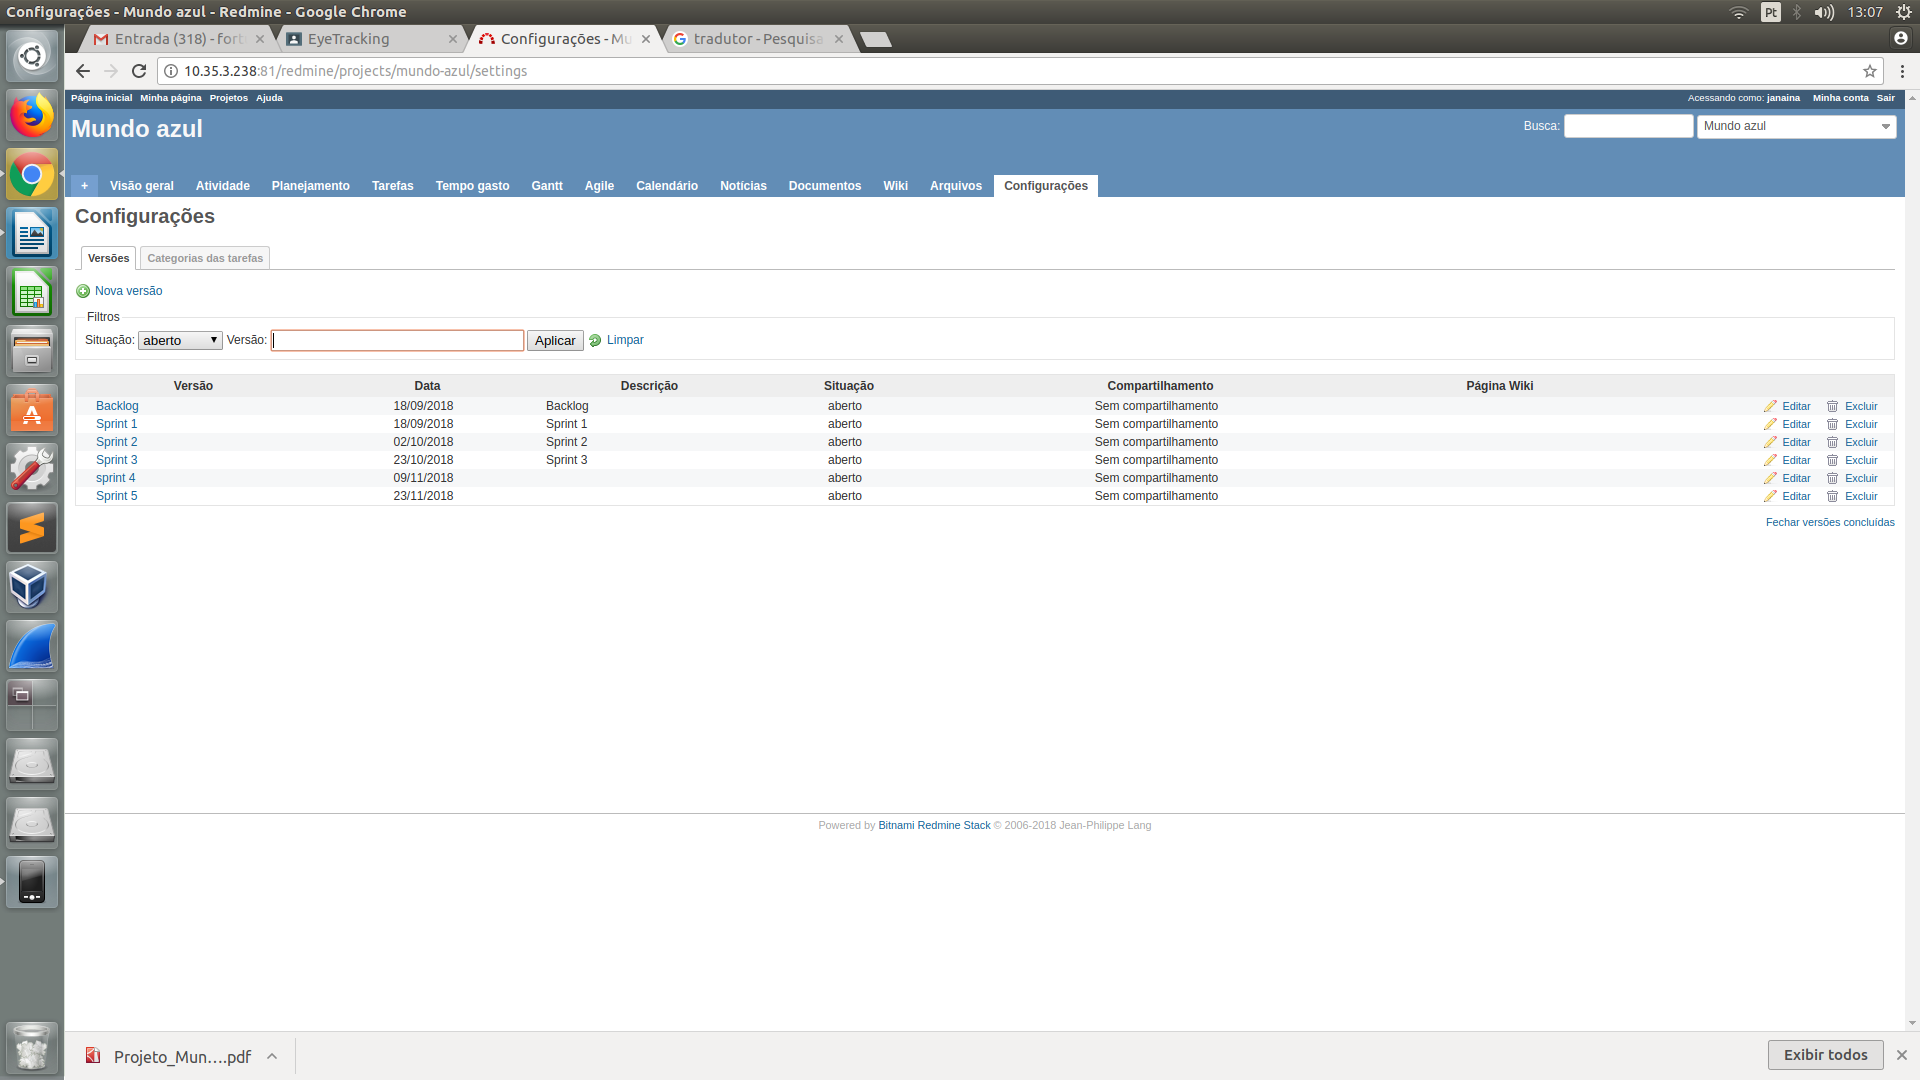 Configurações - Mundo azul - Redmine - Google Chrome
Pt
13:07
Entrada (318) - fort
EyeTracking
Configurações - Mu
tradutor - Pesquisa
10.35.3.238:81/redmine/projects/mundo-azul/settings
Página inicial Minha página Projetos Ajuda
Acessando como: janaina Minha conta Sair
Mundo azul
Busca:
Mundo azul
+ Visão geral Atividade Planejamento Tarefas Tempo gasto Gantt Agile Calendário Notícias Documentos Wiki Arquivos Configurações
Configurações
Versões Categorias das tarefas
Nova versão
Filtros
Situação: aberto Versão: Aplicar Limpar
Versão Data Descrição Situação Compartilhamento Página Wiki
Backlog 18/09/2018 Backlog aberto Sem compartilhamento Editar Excluir
Sprint 1 18/09/2018 Sprint 1 aberto Sem compartilhamento Editar Excluir
Sprint 2 02/10/2018 Sprint 2 aberto Sem compartilhamento Editar Excluir
Sprint 3 23/10/2018 Sprint 3 aberto Sem compartilhamento Editar Excluir
sprint 4 09/11/2018 aberto Sem compartilhamento Editar Excluir
Sprint 5 23/11/2018 aberto Sem compartilhamento Editar Excluir
Fechar versões concluídas
Powered by Bitnami Redmine Stack © 2006-2018 Jean-Philippe Lang
Projeto_Mun....pdf
Exibir todos